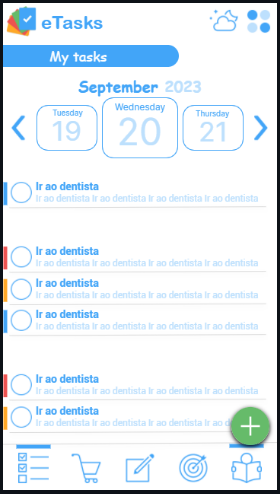 eTasks
My tasks
September 2023
Tuesday
19
Wednesday
20
Thursday
21
Ir ao dentista
Ir ao dentista Ir ao dentista Ir ao dentista Ir ao dentista
Ir ao dentista
Ir ao dentista Ir ao dentista Ir ao dentista Ir ao dentista
Ir ao dentista
Ir ao dentista Ir ao dentista Ir ao dentista Ir ao dentista
Ir ao dentista
Ir ao dentista Ir ao dentista Ir ao dentista Ir ao dentista
Ir ao dentista
Ir ao dentista Ir ao dentista Ir ao dentista Ir ao dentista
Ir ao dentista
Ir ao dentista Ir ao dentista Ir ao dentista Ir ao dentista